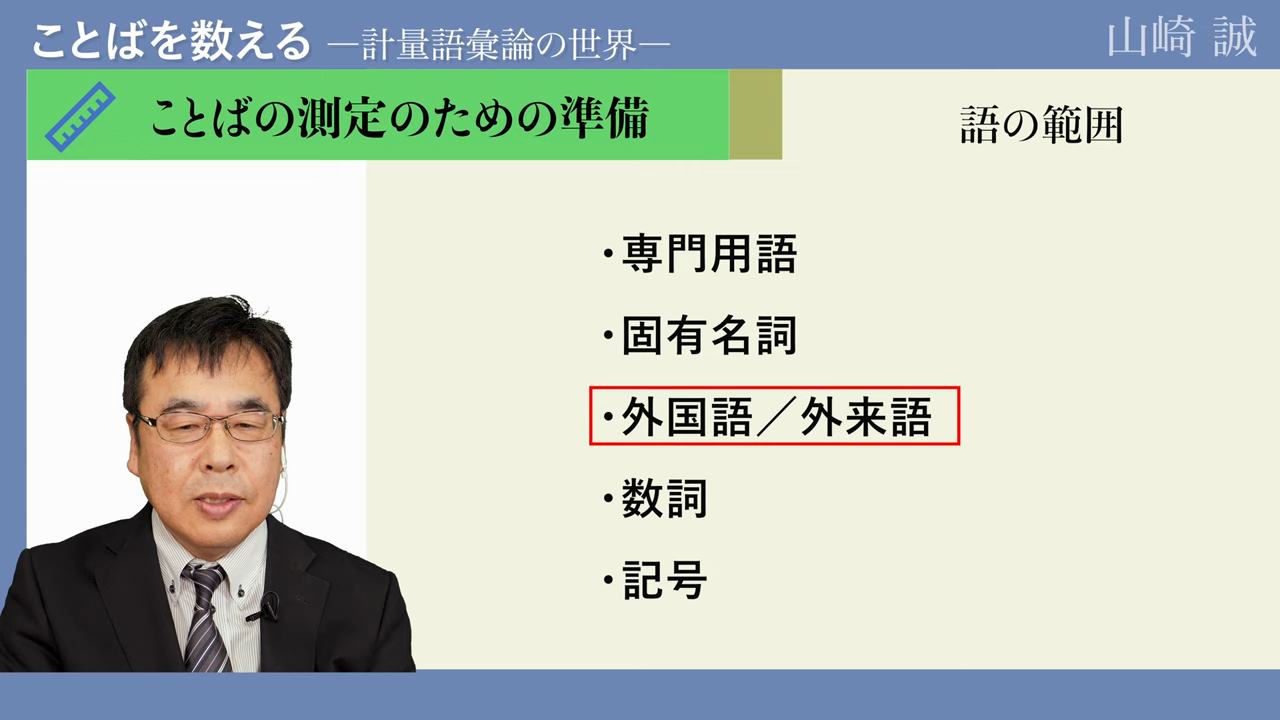 ことばを数える ―計量語彙論の世界―
山崎 誠
ことばの測定のための準備
語の範囲
・専門用語
・固有名詞
・外国語／外来語
・数詞
・記号